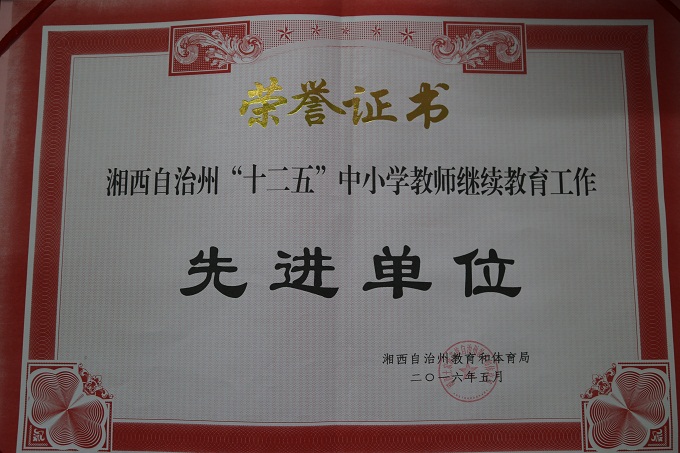 荣誉证书
湘西自治州“十二五”中小学教师继续教育工作
先进单位
湘西自治州教育和体育局
二〇一六年五月